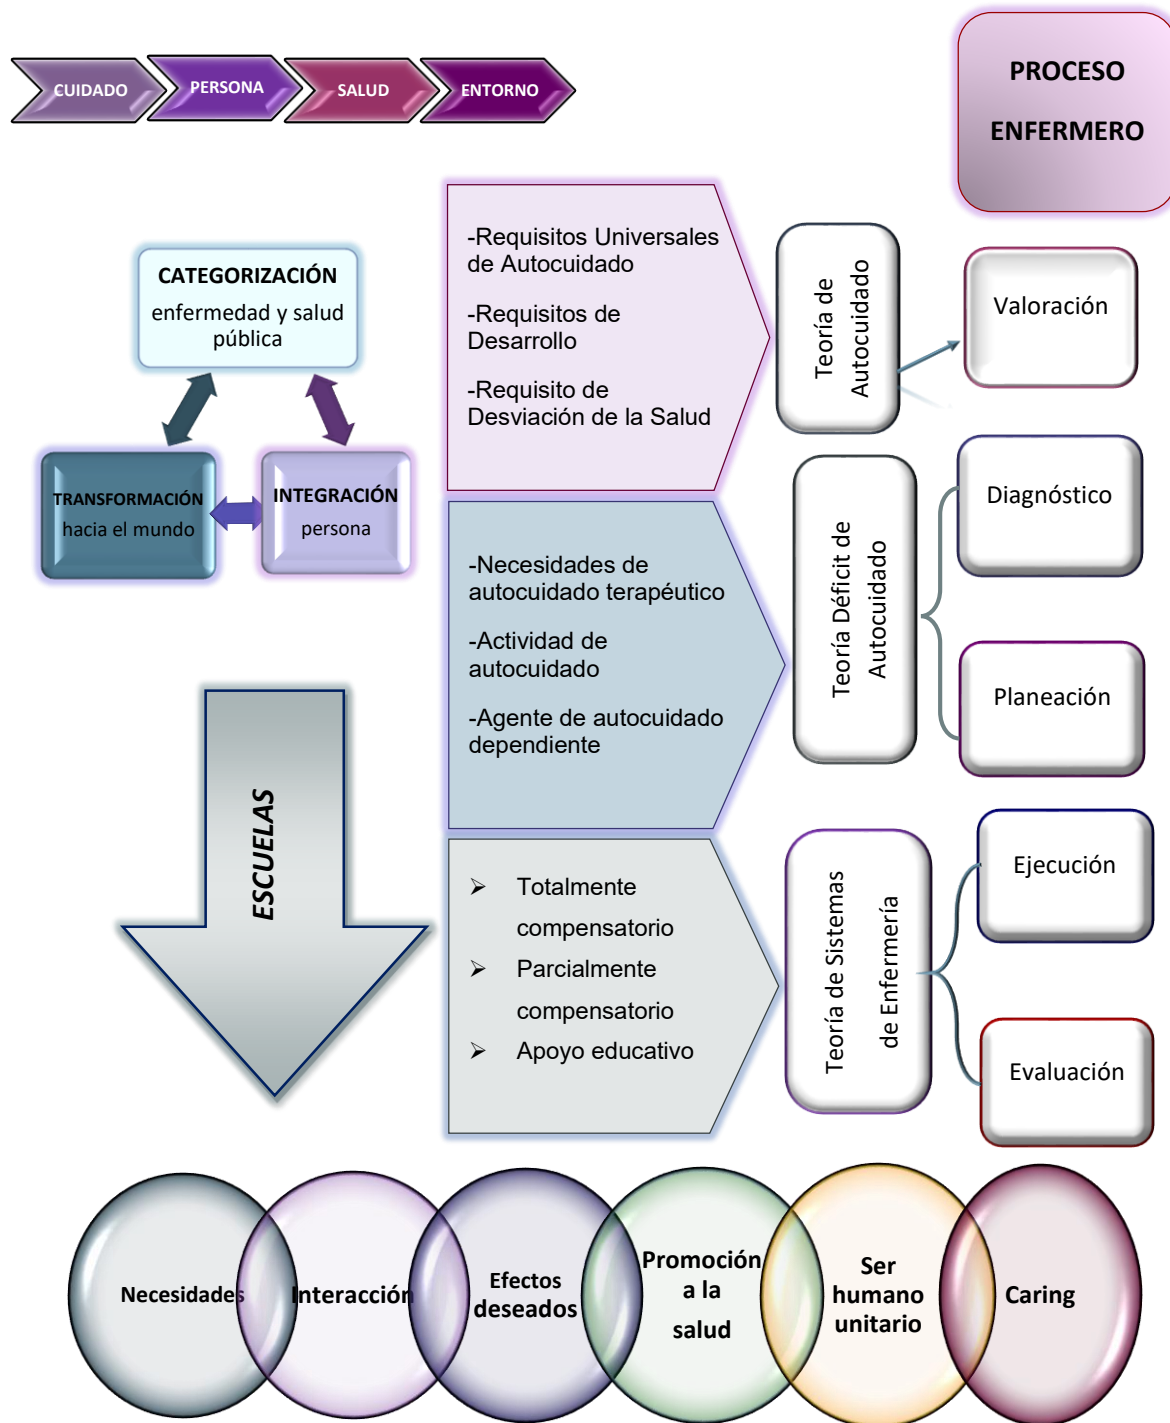 CUIDADO
PERSONA
SALUD
ENTORNO
PROCESO
ENFERMERO
CATEGORIZACIÓN
enfermedad y salud
pública
TRANSFORMACIÓN
hacia el mundo
INTEGRACIÓN
persona
-Requisitos Universales
de Autocuidado
-Requisitos de
Desarrollo
-Requisito de
Desviación de la Salud
Teoría de
Autocuidado
Valoración
-Necesidades de
autocuidado terapéutico
-Actividad de
autocuidado
-Agente de autocuidado
dependiente
Teoría Déficit de
Autocuidado
Diagnóstico
Planeación
ESCUELAS
➢ Totalmente
compensatorio
➢ Parcialmente
compensatorio
➢ Apoyo educativo
Teoría de Sistemas
de Enfermería
Ejecución
Evaluación
Necesidades
Interacción
Efectos
deseados
Promoción
a la
salud
Ser
humano
unitario
Caring